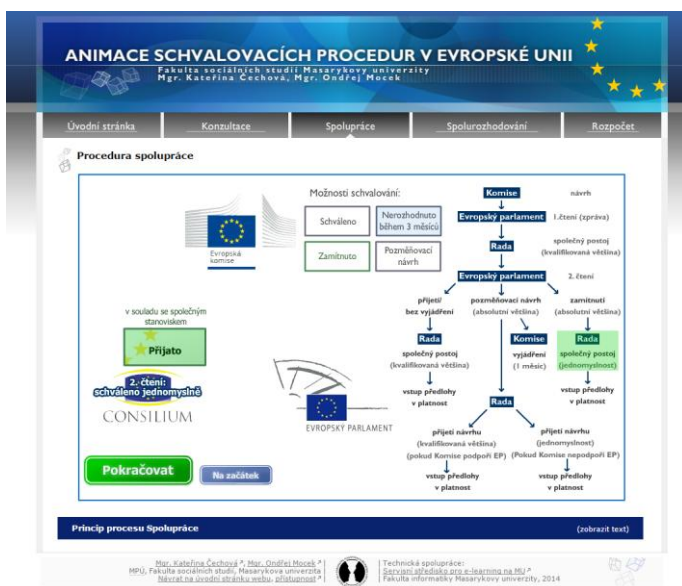 ANIMACE SCHVALOVACÍCH PROCEDUR V EVROPSKÉ UNII
Fakulta sociálních studií Masarykovy univerzity
Mgr. Kateřina Čechová, Mgr. Ondřej Mocek
Úvodní stránka
Konzultace
Spolupráce
Spolurozhodování
Rozpočet
Procedura spolupráce
Evropská
komise
Možnosti schvalování:
Schváleno
Nerozhodnuto
během 3 měsíců
Zamítnuto
Pozměňovací
návrh
v souladu se společným
stanoviskem
Přijato
2. čtení:
schváleno jednomyslně
CONSILIUM
EVROPSKÝ PARLAMENT
Pokračovat
Na začátek
Komise
návrh
Evropský parlament
1.čtení (zpráva)
Rada
společný postoj
(kvalifikovaná většina)
Evropský parlament
2. čtení
přijetí/
bez vyjádření
pozměňovací návrh
(absolutní většina)
zamítnutí
(absolutní většina)
Rada
společný postoj
(kvalifikovaná většina)
vstup předlohy
v platnost
Komise
vyjádření
(1 měsíc)
Rada
společný postoj
(jednomyslnost)
vstup předlohy
v platnost
Rada
přijetí návrhu
(kvalifikovaná většina)
(pokud Komise podpoří EP)
vstup předlohy
v platnost
přijetí návrhu
(jednomyslnost)
(Pokud Komise nepodpoří EP)
vstup předlohy
v platnost
Princip procesu Spolupráce
(zobrazit text)
Mgr. Kateřina Čechová, Mgr. Ondřej Mocek
MPÚ, Fakulta sociálních studií, Masarykova univerzita
Návrat na úvodní stránku webu, přístupnost
Technická spolupráce:
Servisní středisko pro e-learning na MU
Fakulta informatiky Masarykovy univerzity, 2014